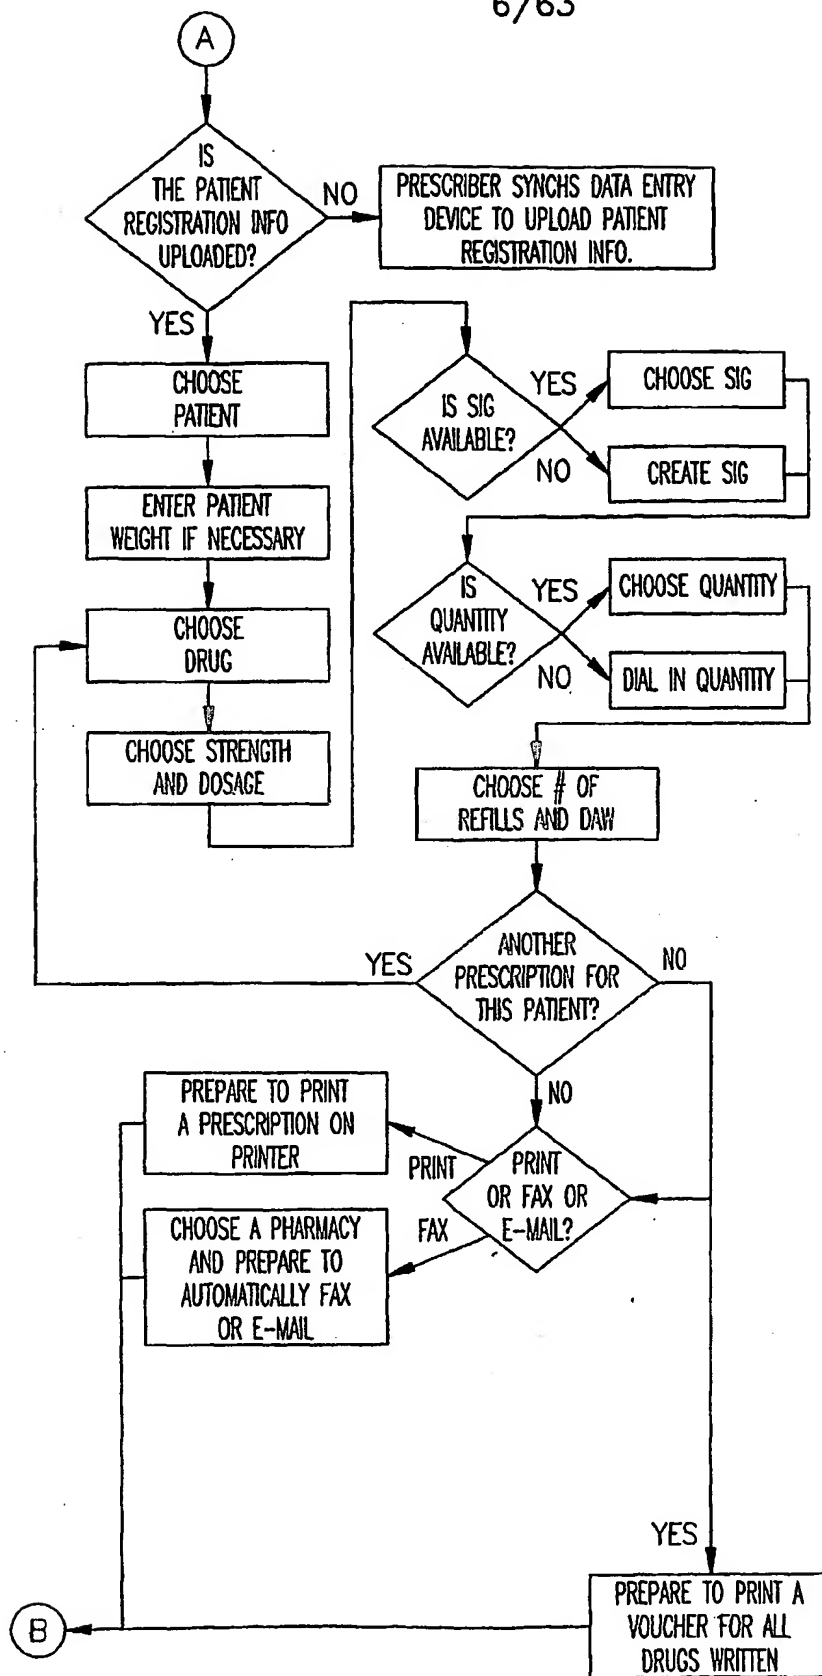 6/63
A
IS
THE PATIENT
REGISTRATION INFO
UPLOADED?
NO
PRESCRIBER SYNCHS DATA ENTRY
DEVICE TO UPLOAD PATIENT
REGISTRATION INFO.
YES
CHOOSE
PATIENT
ENTER PATIENT
WEIGHT IF NECESSARY
CHOOSE
DRUG
CHOOSE STRENGTH
AND DOSAGE
IS SIG
AVAILABLE?
YES
CHOOSE SIG
NO
CREATE SIG
IS
QUANTITY
AVAILABLE?
YES
CHOOSE QUANTITY
NO
DIAL IN QUANTITY
CHOOSE # OF
REFILLS AND DAW
ANOTHER
PRESCRIPTION FOR
THIS PATIENT?
YES
NO
NO
PRINT
OR FAX OR
E-MAIL?
PRINT
PREPARE TO PRINT
A PRESCRIPTION ON
PRINTER
FAX
CHOOSE A PHARMACY
AND PREPARE TO
AUTOMATICALLY FAX
OR E-MAIL
YES
PREPARE TO PRINT A
VOUCHER FOR ALL
DRUGS WRITTEN
B